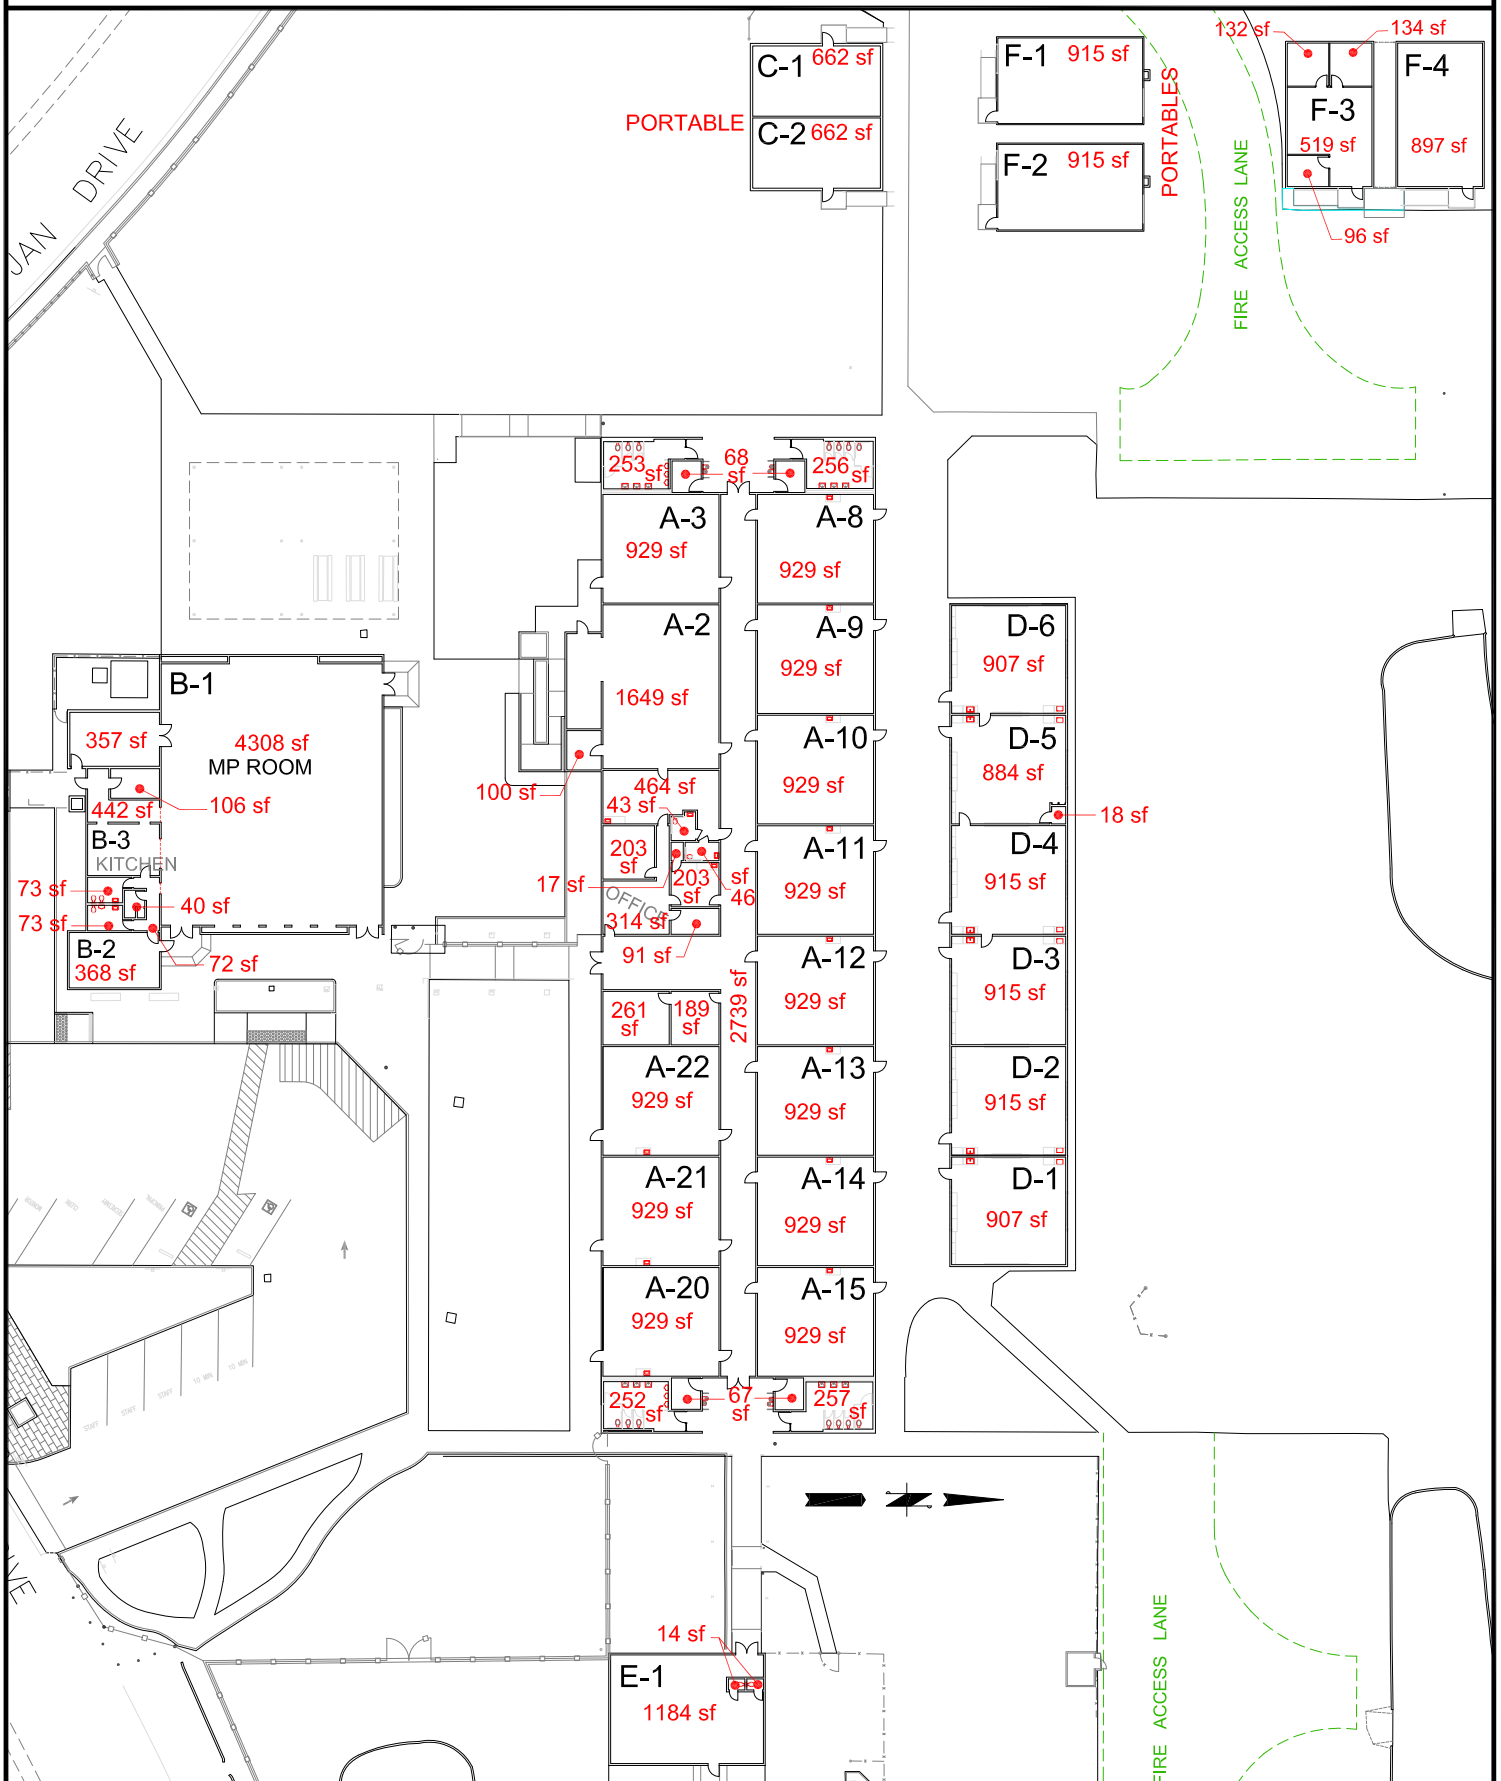 132 sf
134 sf
C-1 662 sf
F-1 915 sf
F-4
PORTABLE
PORTABLES
F-3
C-2 662 sf
519 sf
897 sf
F-2 915 sf
JAN DRIVE
FIRE ACCESS LANE
96 sf
253 sf
68 sf
256 sf
A-3
929 sf
A-8
929 sf
A-2
1649 sf
A-9
929 sf
D-6
907 sf
B-1
4308 sf
MP ROOM
357 sf
A-10
929 sf
D-5
884 sf
100 sf
464 sf
43 sf
106 sf
442 sf
B-3
KITCHEN
18 sf
203 sf
A-11
929 sf
D-4
915 sf
17 sf
203 sf
sf 46
73 sf
40 sf
73 sf
OFFICE
314 sf
91 sf
B-2
368 sf
72 sf
A-12
929 sf
D-3
915 sf
2739 sf
261 sf
189 sf
A-22
929 sf
A-13
929 sf
D-2
915 sf
A-21
929 sf
A-14
929 sf
D-1
907 sf
A-20
929 sf
A-15
929 sf
STAFF
STAFF
STAFF
10 MIN
10 MIN
252 sf
67 sf
257 sf
14 sf
E-1
1184 sf
FIRE ACCESS LANE